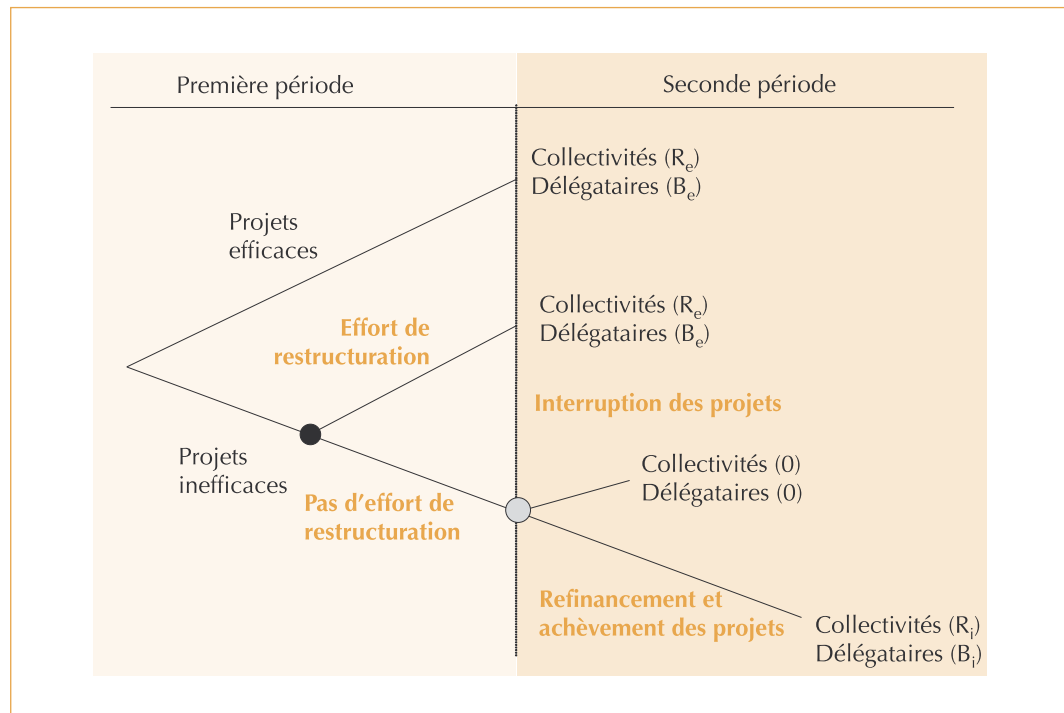 Première période
Seconde période
Collectivités (Re)
Délégataires (Be)
Projets
efficaces
Collectivités (Re)
Délégataires (Be)
Effort de
restructuration
Interruption des projets
Projets
inefficaces
Collectivités (0)
Délégataires (0)
Pas d’effort de
restructuration
Refinancement et
achèvement des projets
Collectivités (Ri)
Délégataires (Bi)